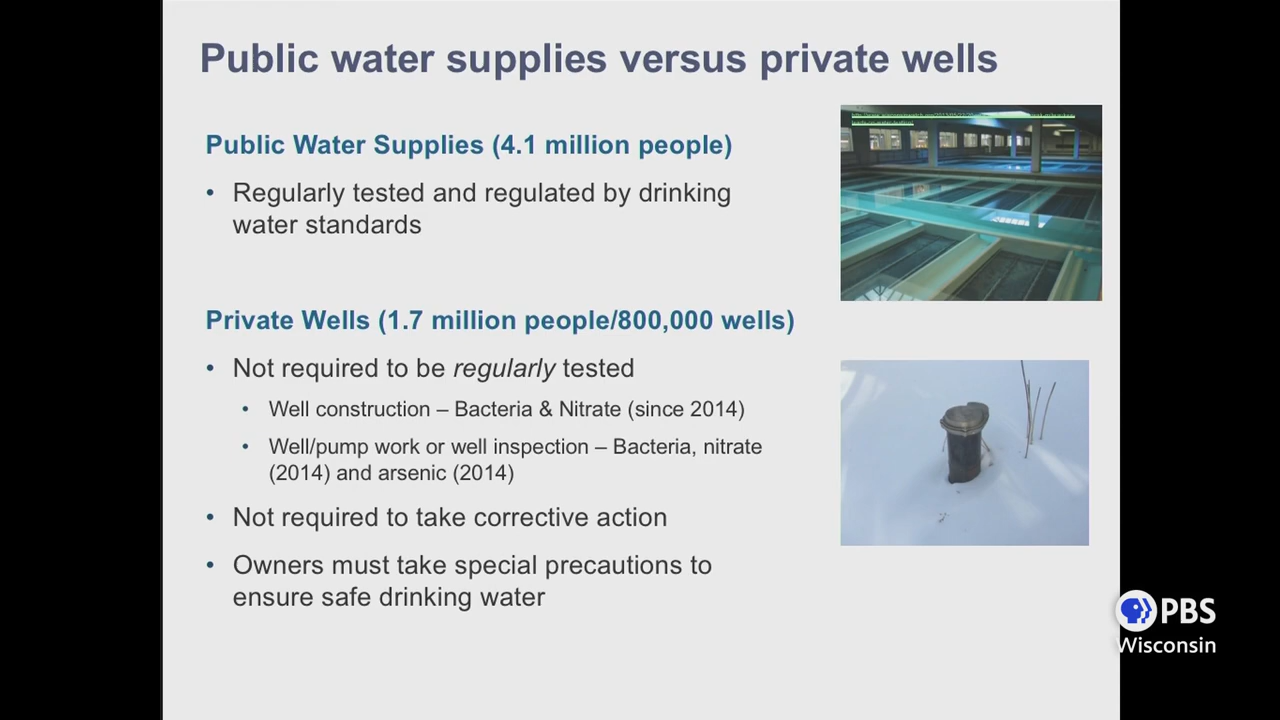 Public water supplies versus private wells
Public Water Supplies (4.1 million people)
• Regularly tested and regulated by drinking
water standards
Private Wells (1.7 million people/800,000 wells)
• Not required to be regularly tested
• Well construction – Bacteria & Nitrate (since 2014)
• Well/pump work or well inspection – Bacteria, nitrate
(2014) and arsenic (2014)
• Not required to take corrective action
• Owners must take special precautions to
ensure safe drinking water
PBS
Wisconsin